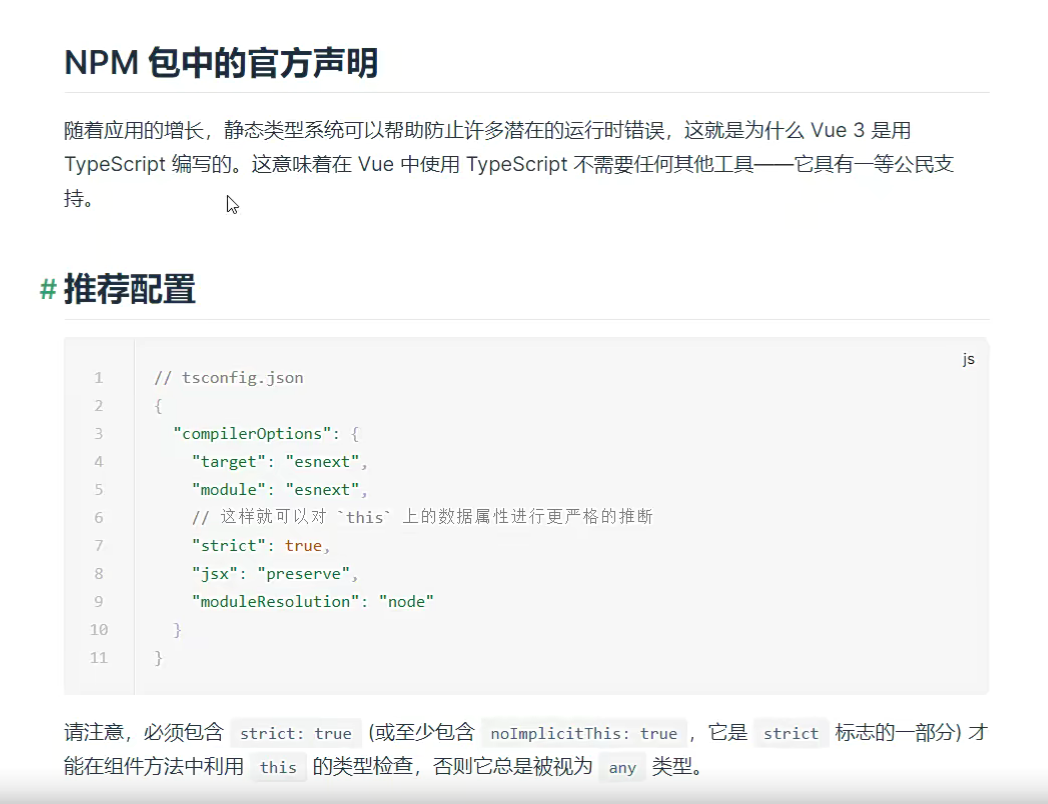 NPM 包中的官方声明
随着应用的增长，静态类型系统可以帮助防止许多潜在的运行时错误，这就是为什么 Vue 3 是用
TypeScript 编写的。这意味着在 Vue 中使用 TypeScript 不需要任何其他工具——它具有一等公民支
持。
# 推荐配置
js
1 // tsconfig.json
2 {
3   "compilerOptions": {
4     "target": "esnext",
5     "module": "esnext",
6     // 这样就可以对 `this` 上的数据属性进行更严格的推断
7     "strict": true,
8     "jsx": "preserve",
9     "moduleResolution": "node"
10   }
11 }
请注意，必须包含 strict: true (或至少包含 noImplicitThis: true，它是 strict 标志的一部分) 才
能在组件方法中利用 this 的类型检查，否则它总是被视为 any 类型。